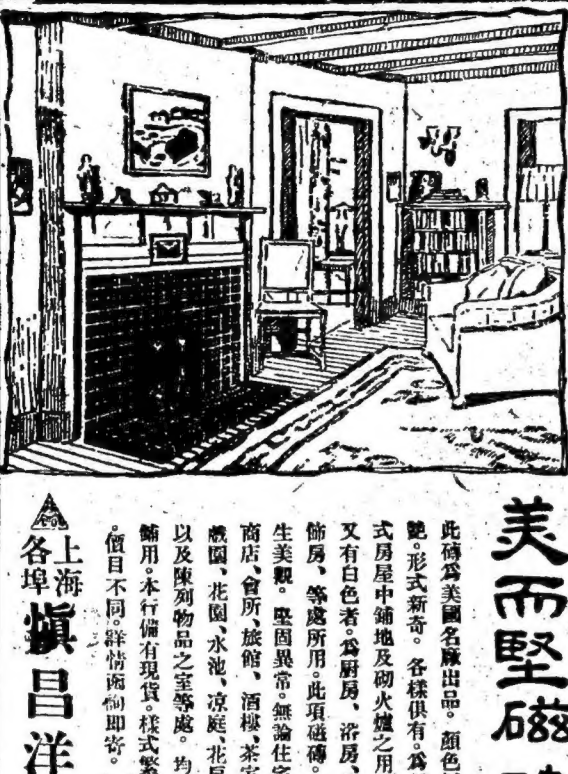 美而堅磁
此磚爲美國名廠出品。顏色
艷。形式新奇。各樣俱有。爲
式房屋中鋪地及砌火爐之用
又有白色者。爲廚房、浴房、
飾房、等處所用。此項磁磚。
生美觀。堅固異常。無論住宅
商店、會所、旅館、酒樓、茶室
戲園、花園、水池、凉庭、花房
以及陳列物品之室等處。均
鋪用。本行備有現貨。樣式繁
。價目不同。詳情函詢即寄。
上海
各埠
愼昌洋